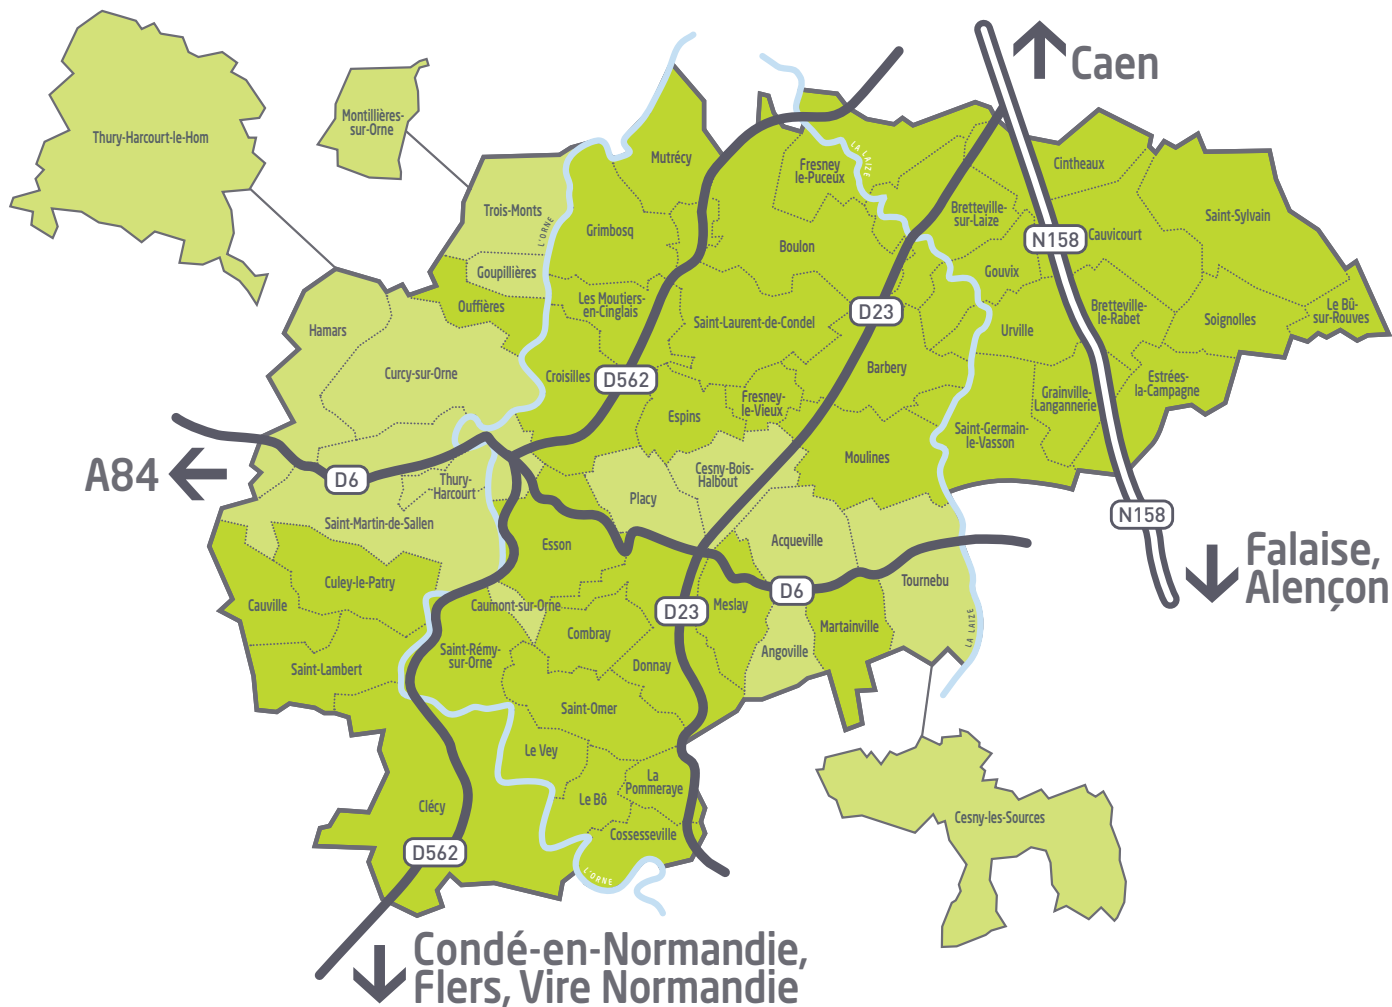 Caen
Thury-Harcourt-le-Hom
Montillières-
sur-Orne
Mutrécy
LA LAIZE
Fresney
le-Puceux
Cintheaux
Trois-Monts
L'ORNE
Grimbosq
Bretteville-
sur-Laize
Saint-Sylvain
Boulon
N158
Cauvicourt
Goupillières
Gouvix
Ouffières
Les Moutiers-
en-Cinglais
Saint-Laurent-de-Condel
D23
Bretteville-
le-Rabet
Soignolles
Le Bû-
sur-Rouves
Hamars
Urville
Curcy-sur-Orne
Croisilles
D562
Barbery
Estrées-
la-Campagne
Grainville-
Langannerie
Espins
Fresney-
le-Vieux
Saint-Germain-
le-Vasson
Moulines
A84
D6
Thury-
Harcourt
Placy
Cesny-Bois-
Halbout
N158
Saint-Martin-de-Sallen
Esson
Acqueville
Falaise,
Alençon
Culey-le-Patry
Tournebu
D6
Cauville
Caumont-sur-Orne
D23
Meslay
Combray
Martainville
LA LAIZE
Saint-Rémy-
sur-Orne
Angoville
Saint-Lambert
Donnay
Saint-Omer
Le Vey
La
Pommeraye
Clécy
Le Bô
Cesny-les-Sources
Cossesseville
D562
L'ORNE
Condé-en-Normandie,
Flers, Vire Normandie